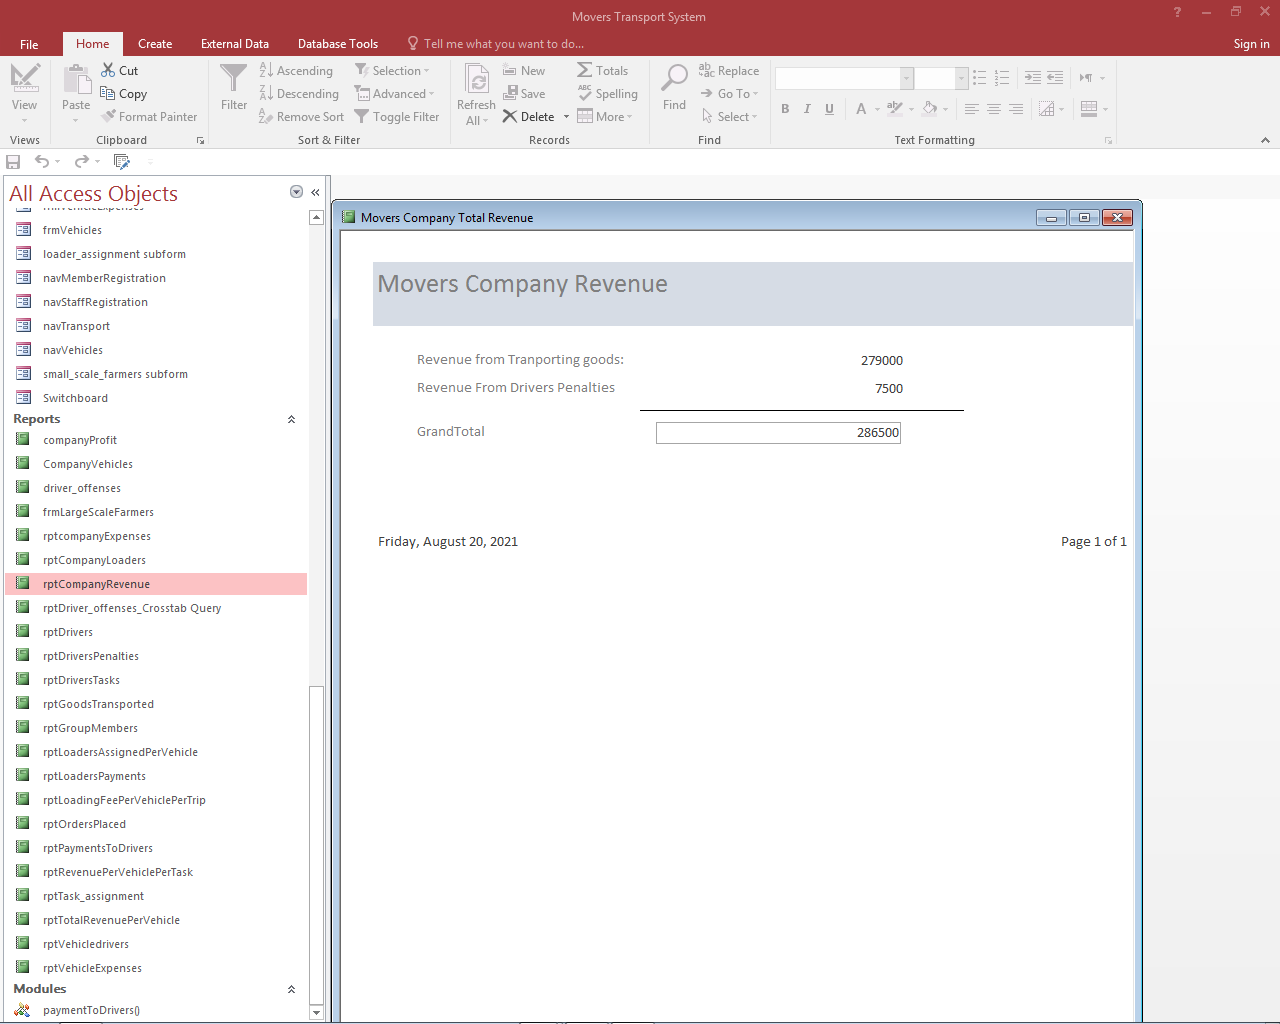 Movers Transport System
File
Home
Create
External Data
Database Tools
Tell me what you want to do...
Sign in
View
Views
Paste
Cut
Copy
Format Painter
Clipboard
Filter
Ascending
Descending
Remove Sort
Selection
Advanced
Toggle Filter
Sort & Filter
Refresh
All
New
Save
Delete
Totals
Spelling
More
Records
Find
Replace
Go To
Select
Find
B I U A
Text Formatting
All Access Objects
frmVehicleExpenses
frmVehicles
loader_assignment subform
navMemberRegistration
navStaffRegistration
navTransport
navVehicles
small_scale_farmers subform
Switchboard
Reports
companyProfit
CompanyVehicles
driver_offenses
frmLargeScaleFarmers
rptcompanyExpenses
rptCompanyLoaders
rptCompanyRevenue
rptDriver_offenses_Crosstab Query
rptDrivers
rptDriversPenalties
rptDriversTasks
rptGoodsTransported
rptGroupMembers
rptLoadersAssignedPerVehicle
rptLoadersPayments
rptLoadingFeePerVehiclePerTrip
rptOrdersPlaced
rptPaymentsToDrivers
rptRevenuePerVehiclePerTask
rptTask_assignment
rptTotalRevenuePerVehicle
rptVehicledrivers
rptVehicleExpenses
Modules
paymentToDrivers()
Movers Company Total Revenue
Movers Company Revenue
Revenue from Tranporting goods: 279000
Revenue From Drivers Penalties 7500
GrandTotal 286500
Friday, August 20, 2021 Page 1 of 1